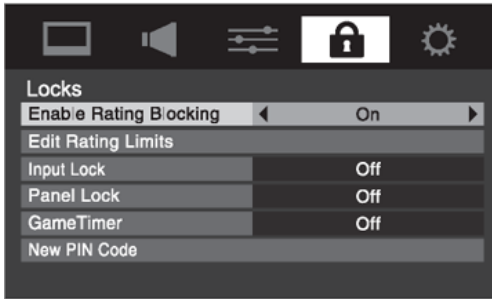 Locks
Enable Rating Blocking On
Edit Rating Limits
Input Lock Off
Panel Lock Off
GameTimer Off
New PIN Code